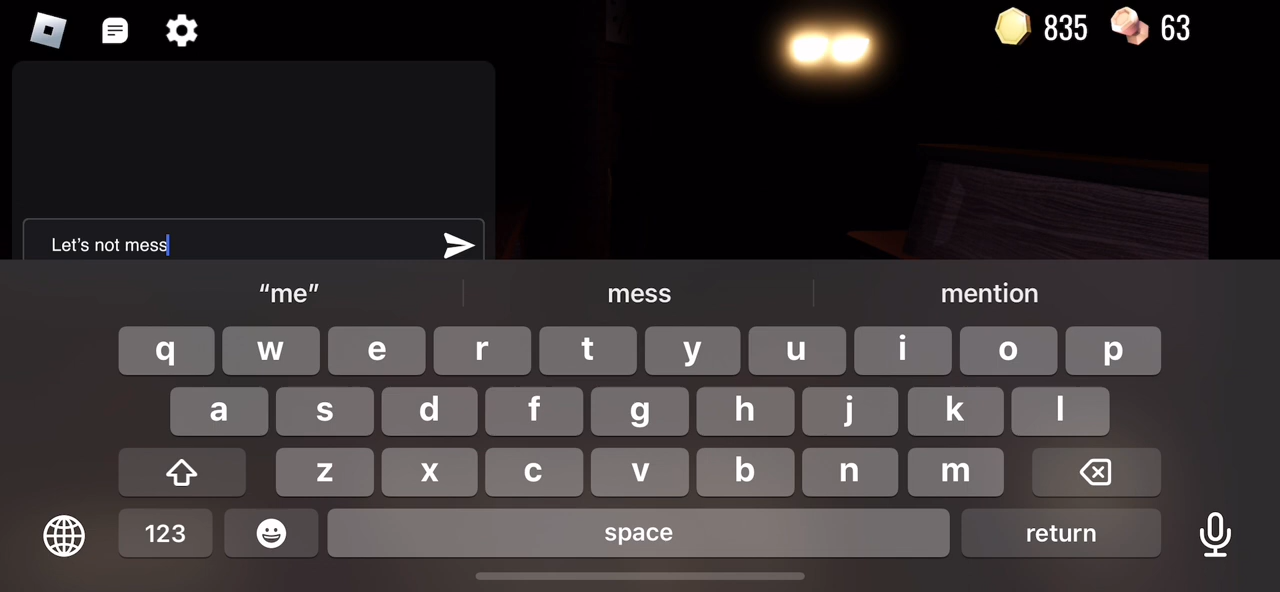 835 63
Let’s not mess
“me” mess mention
q w e r t y u i o p
a s d f g h j k l
z x c v b n m
123 space return